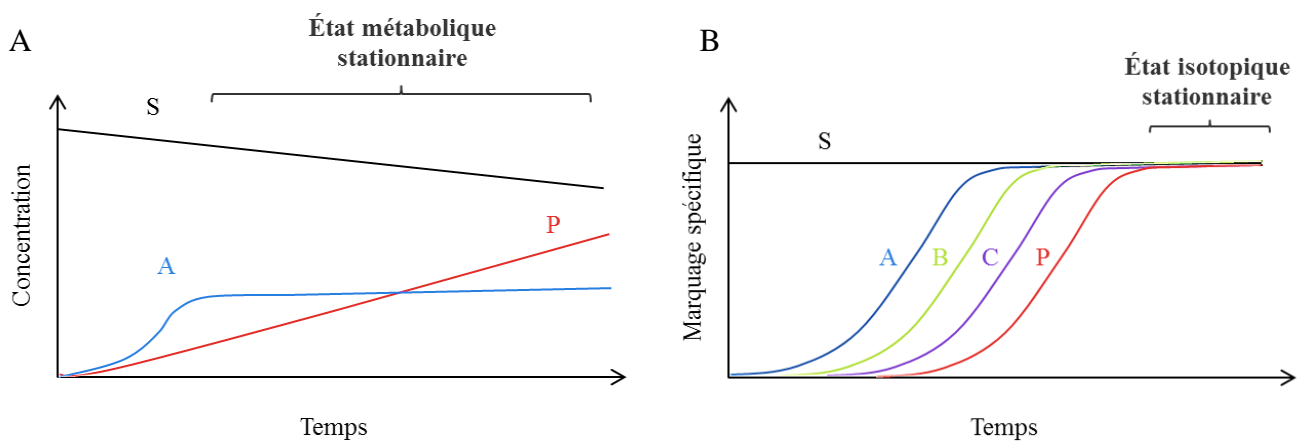 A
État métabolique
stationnaire
S
P
A
Concentration
Temps
B
État isotopique
stationnaire
S
A
B
C
P
Marquage spécifique
Temps